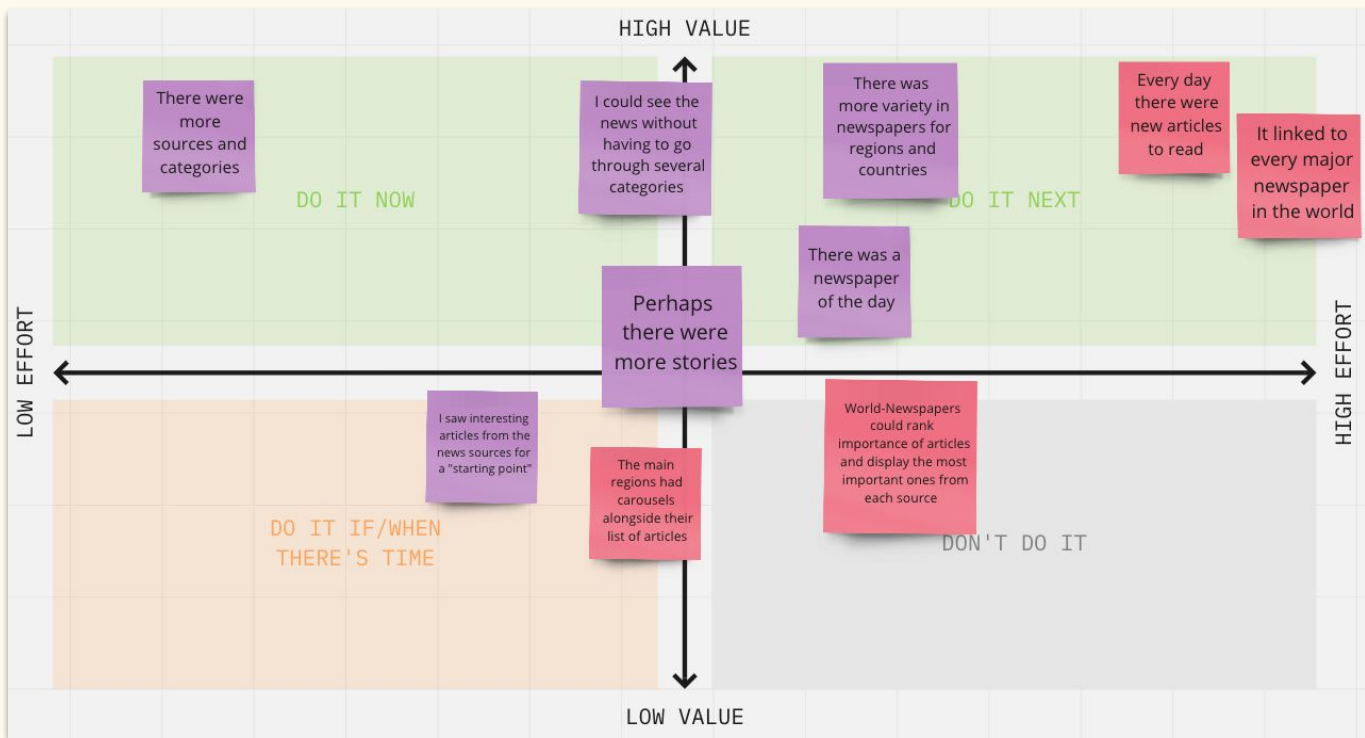 HIGH VALUE
There were
more
sources and
categories
I could see the
news without
having to go
through several
categories
There was
more variety in
newspapers for
regions and
countries
Every day
there were
new articles
to read
It linked to
every major
newspaper
in the world
DO IT NOW
DO IT NEXT
There was a
newspaper
of the day
Perhaps
there were
more stories
LOW EFFORT
HIGH EFFORT
I saw interesting
articles from the
news sources for
a "starting point"
The main
regions had
carousels
alongside their
list of articles
World-Newspapers
could rank
importance of articles
and display the most
important ones from
each source
DO IT IF/WHEN
THERE'S TIME
DON'T DO IT
LOW VALUE